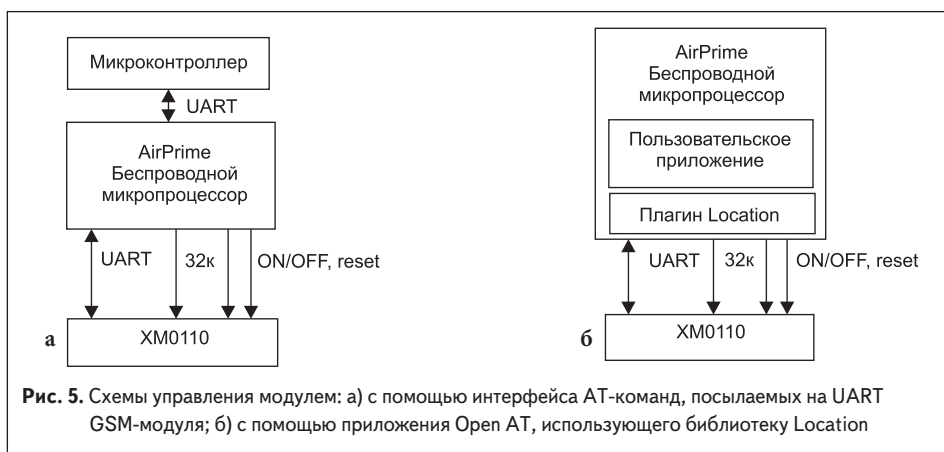 Микроконтроллер
UART
AirPrime
Беспроводной
микропроцессор
UART
32к
ON/OFF, reset
а
XM0110
AirPrime
Беспроводной
микропроцессор
Пользовательское
приложение
Плагин Location
UART
32к
ON/OFF, reset
б
XM0110
Рис. 5. Схемы управления модулем: а) с помощью интерфейса АТ-команд, посылаемых на UART
GSM-модуля; б) с помощью приложения Open AT, использующего библиотеку Location